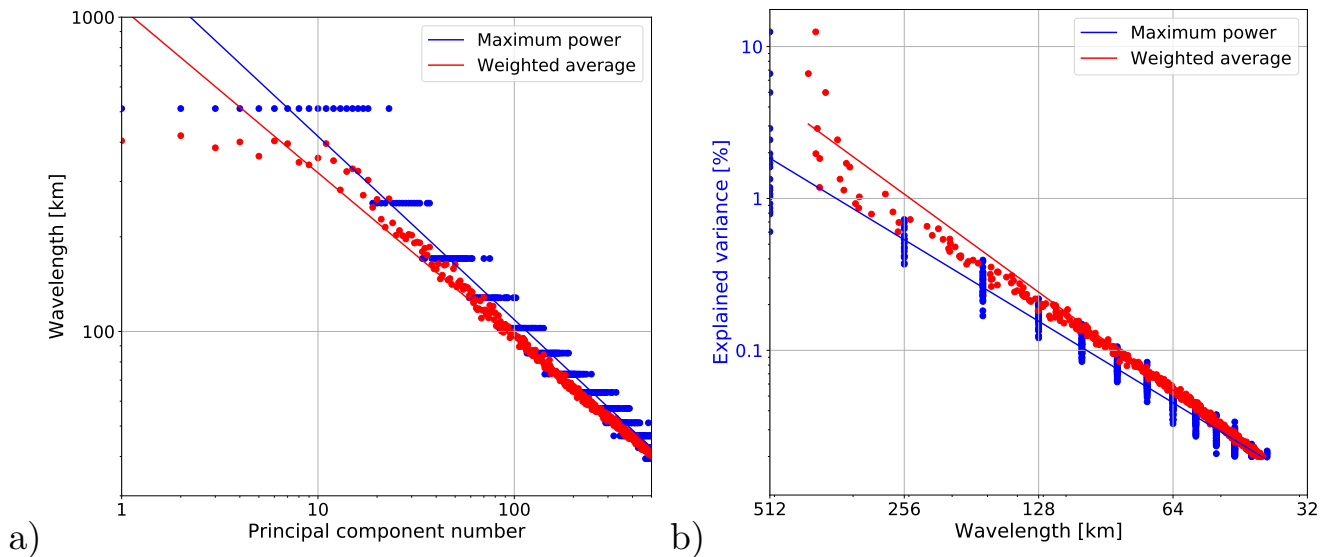 1000
100
Wavelength [km]
1
10
100
Principal component number
Maximum power
Weighted average
a)
10
1
0.1
Explained variance [%]
512
256
128
64
32
Wavelength [km]
Maximum power
Weighted average
b)